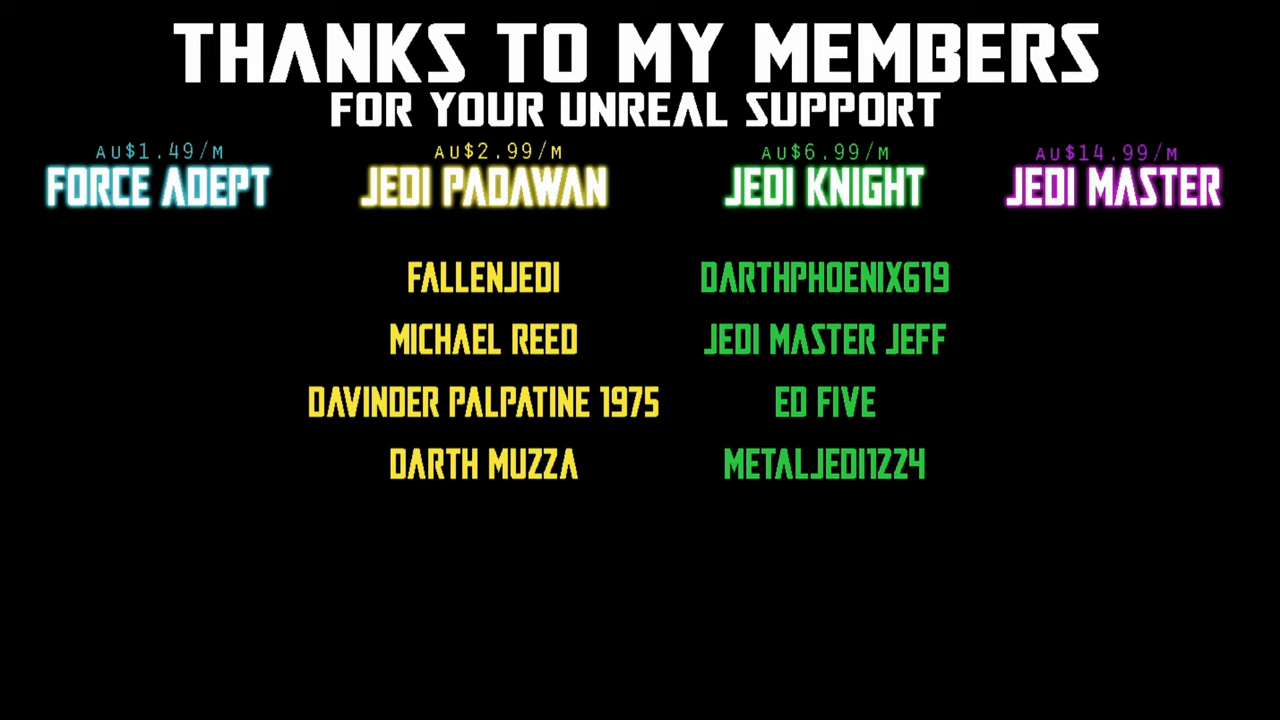 THANKS TO MY MEMBERS
FOR YOUR UNREAL SUPPORT
AU$1.49/M AU$2.99/M AU$6.99/M AU$14.99/M
FORCE ADEPT JEDI PADAWAN JEDI KNIGHT JEDI MASTER
FALLENJEDI DARTHPHOENIX619
MICHAEL REED JEDI MASTER JEFF
DAVINDER PALPATINE 1975 ED FIVE
DARTH MUZZA METALJEDI1224